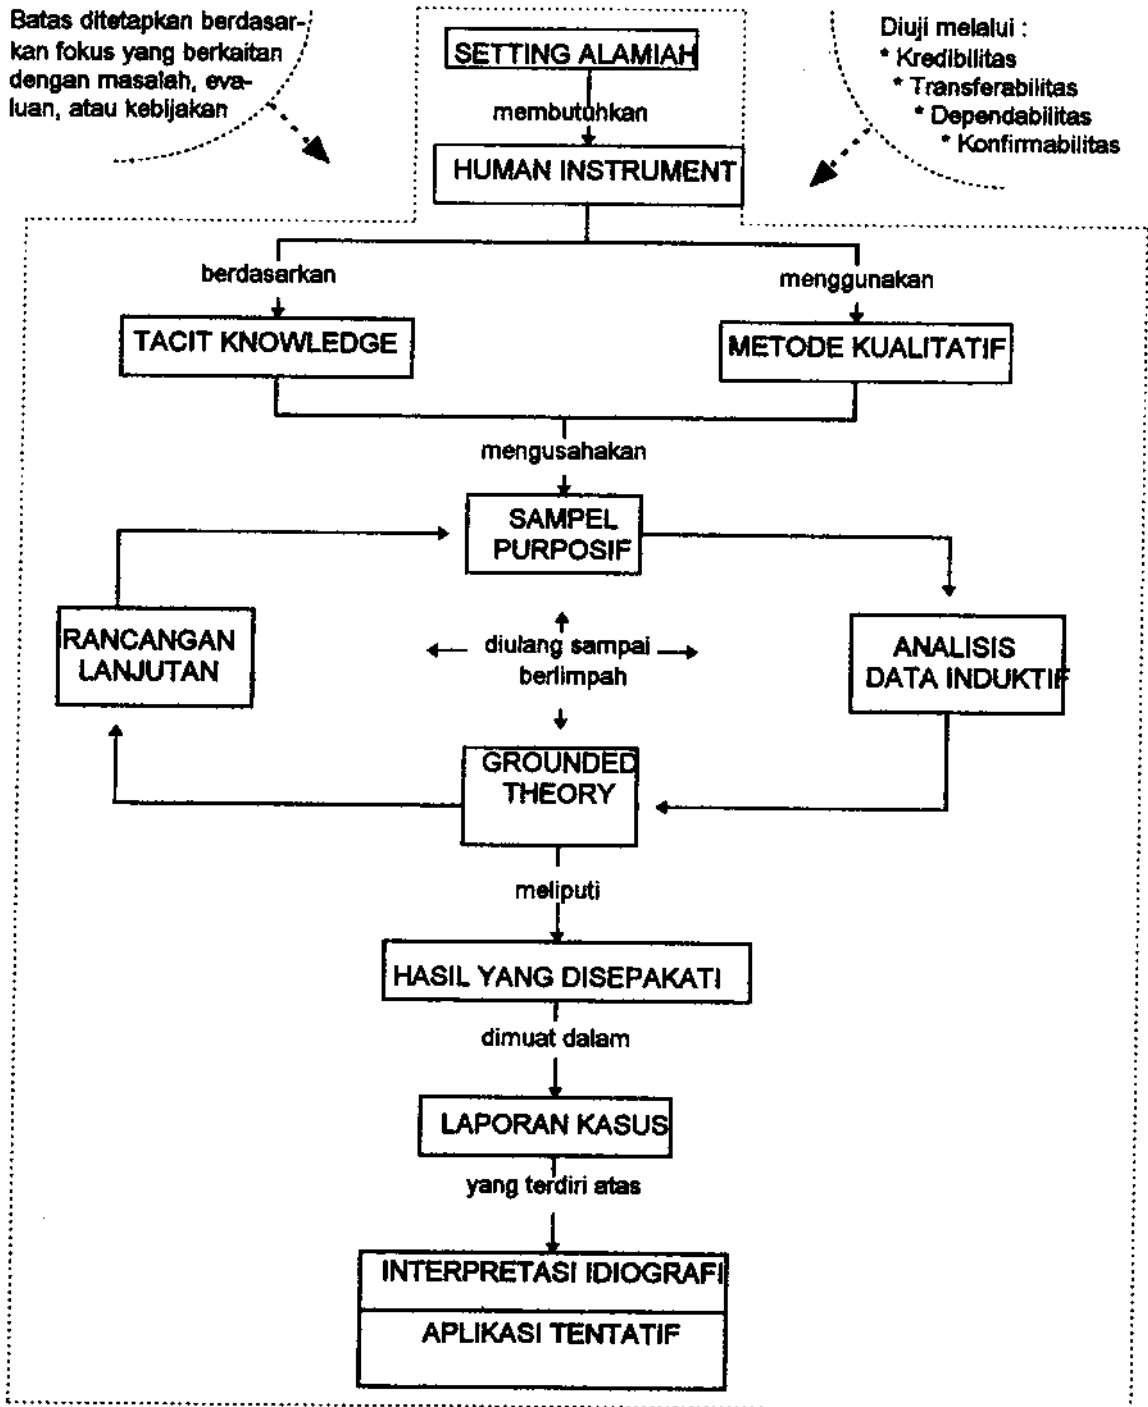 Batas ditetapkan berdasar-
kan fokus yang berkaitan
dengan masalah, eva-
luan, atau kebijakan
Diuji melalui :
* Kredibilitas
* Transferabilitas
* Dependabilitas
* Konfirmabilitas
SETTING ALAMIAH
membutuhkan
HUMAN INSTRUMENT
berdasarkan
menggunakan
TACIT KNOWLEDGE
METODE KUALITATIF
mengusahakan
SAMPEL
PURPOSIF
RANCANGAN
LANJUTAN
diulang sampai
berlimpah
ANALISIS
DATA INDUKTIF
GROUNDED
THEORY
meliputi
HASIL YANG DISEPAKATI
dimuat dalam
LAPORAN KASUS
yang terdiri atas
INTERPRETASI IDIOGRAFI
APLIKASI TENTATIF